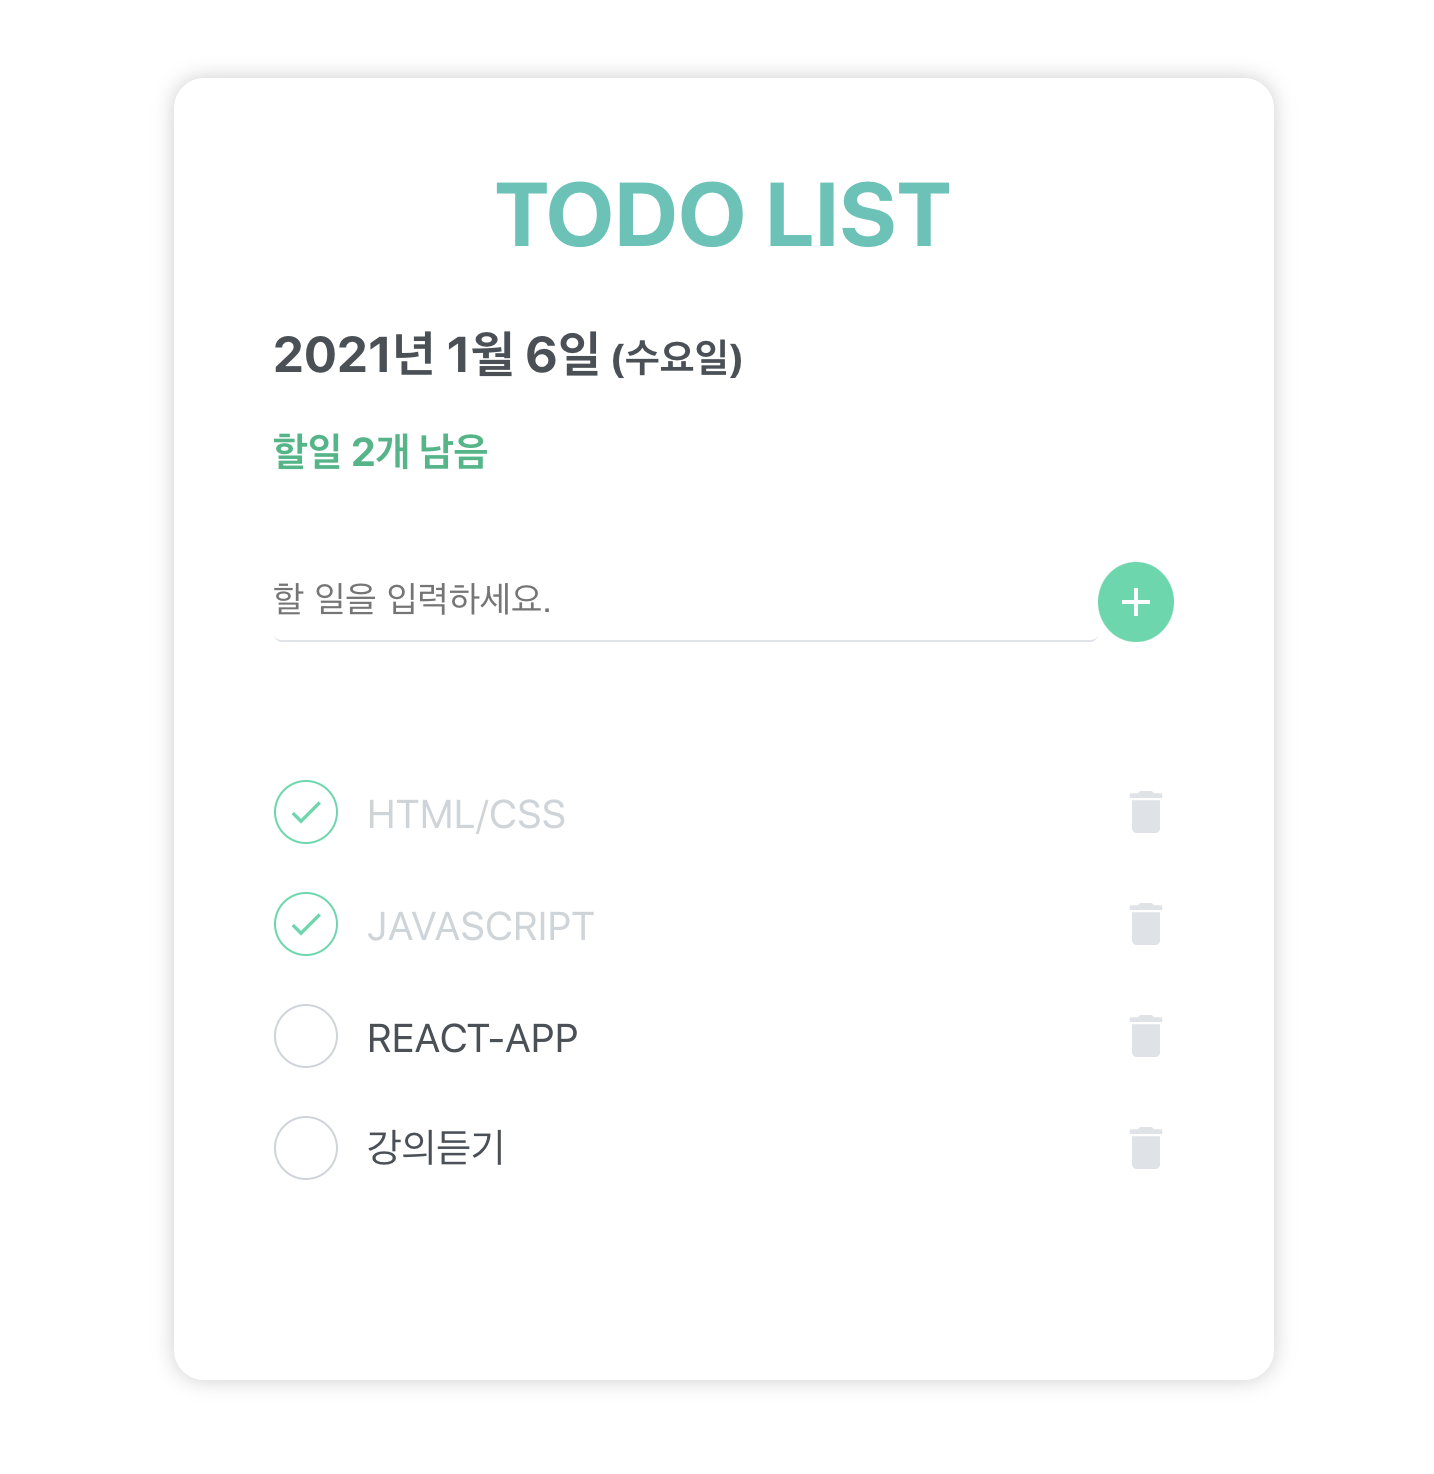 TODO LIST
2021년 1월 6일 (수요일)
할일 2개 남음
할 일을 입력하세요.
HTML/CSS
JAVASCRIPT
REACT-APP
강의듣기